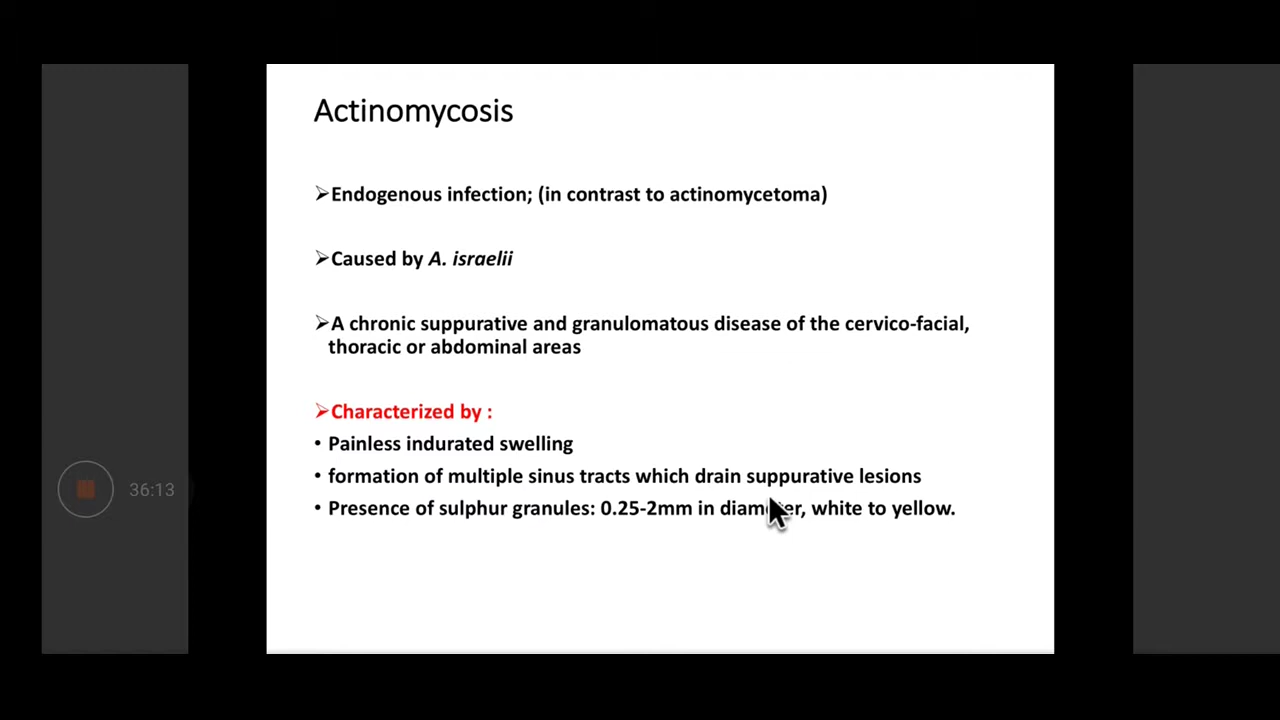 Actinomycosis
➢Endogenous infection; (in contrast to actinomycetoma)
➢Caused by A. israelii
➢A chronic suppurative and granulomatous disease of the cervico-facial,
thoracic or abdominal areas
➢Characterized by :
• Painless indurated swelling
• formation of multiple sinus tracts which drain suppurative lesions
36:13
• Presence of sulphur granules: 0.25-2mm in diameter, white to yellow.